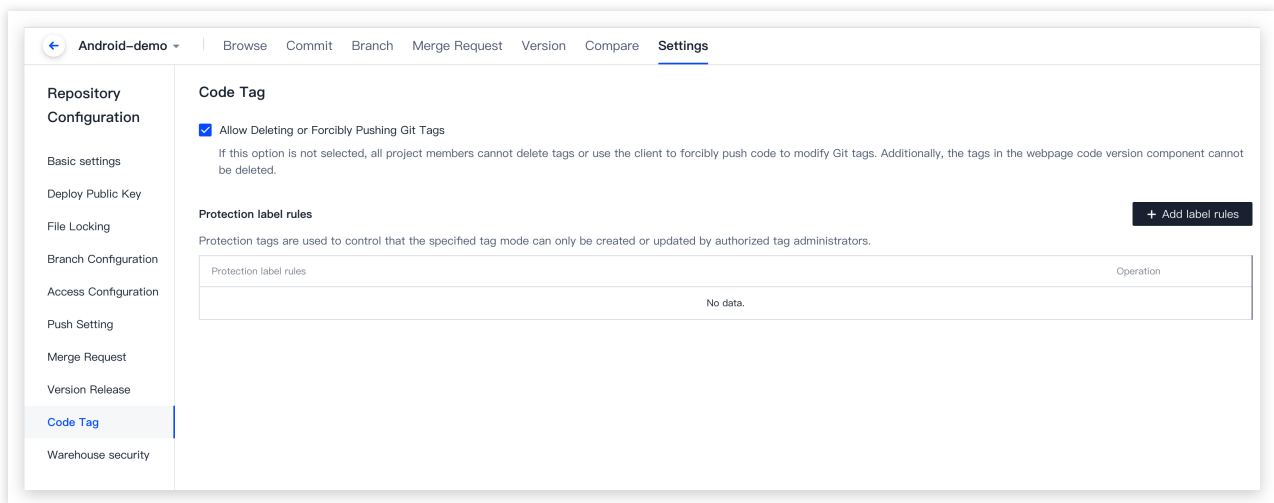 Android-demo Browse Commit Branch Merge Request Version Compare Settings
Repository
Configuration
Basic settings
Deploy Public Key
File Locking
Branch Configuration
Access Configuration
Push Setting
Merge Request
Version Release
Code Tag
Warehouse security
Code Tag
Allow Deleting or Forcibly Pushing Git Tags
If this option is not selected, all project members cannot delete tags or use the client to forcibly push code to modify Git tags. Additionally, the tags in the webpage code version component cannot
be deleted.
Protection label rules
+ Add label rules
Protection tags are used to control that the specified tag mode can only be created or updated by authorized tag administrators.
Protection label rules Operation
No data.